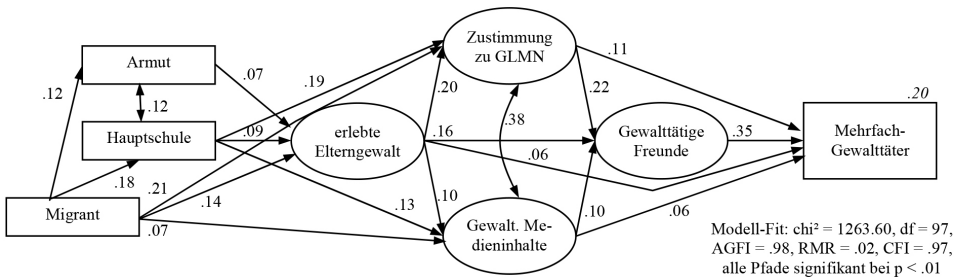 Zustimmung
zu GLMN
.11
.20
Armut
.07
.19
.20
.22
.12
.12
.38
Mehrfach-
Gewalttäter
Hauptschule
.09
erlebte
Elterngewalt
.16
Gewalttätige
Freunde
.35
.06
.18
.21
.14
.10
.10
Migrant
.07
.13
Gewalt. Me-
dieninhalte
.06
Modell-Fit: chi² = 1263.60, df = 97,
AGFI = .98, RMR = .02, CFI = .97,
alle Pfade signifikant bei p < .01